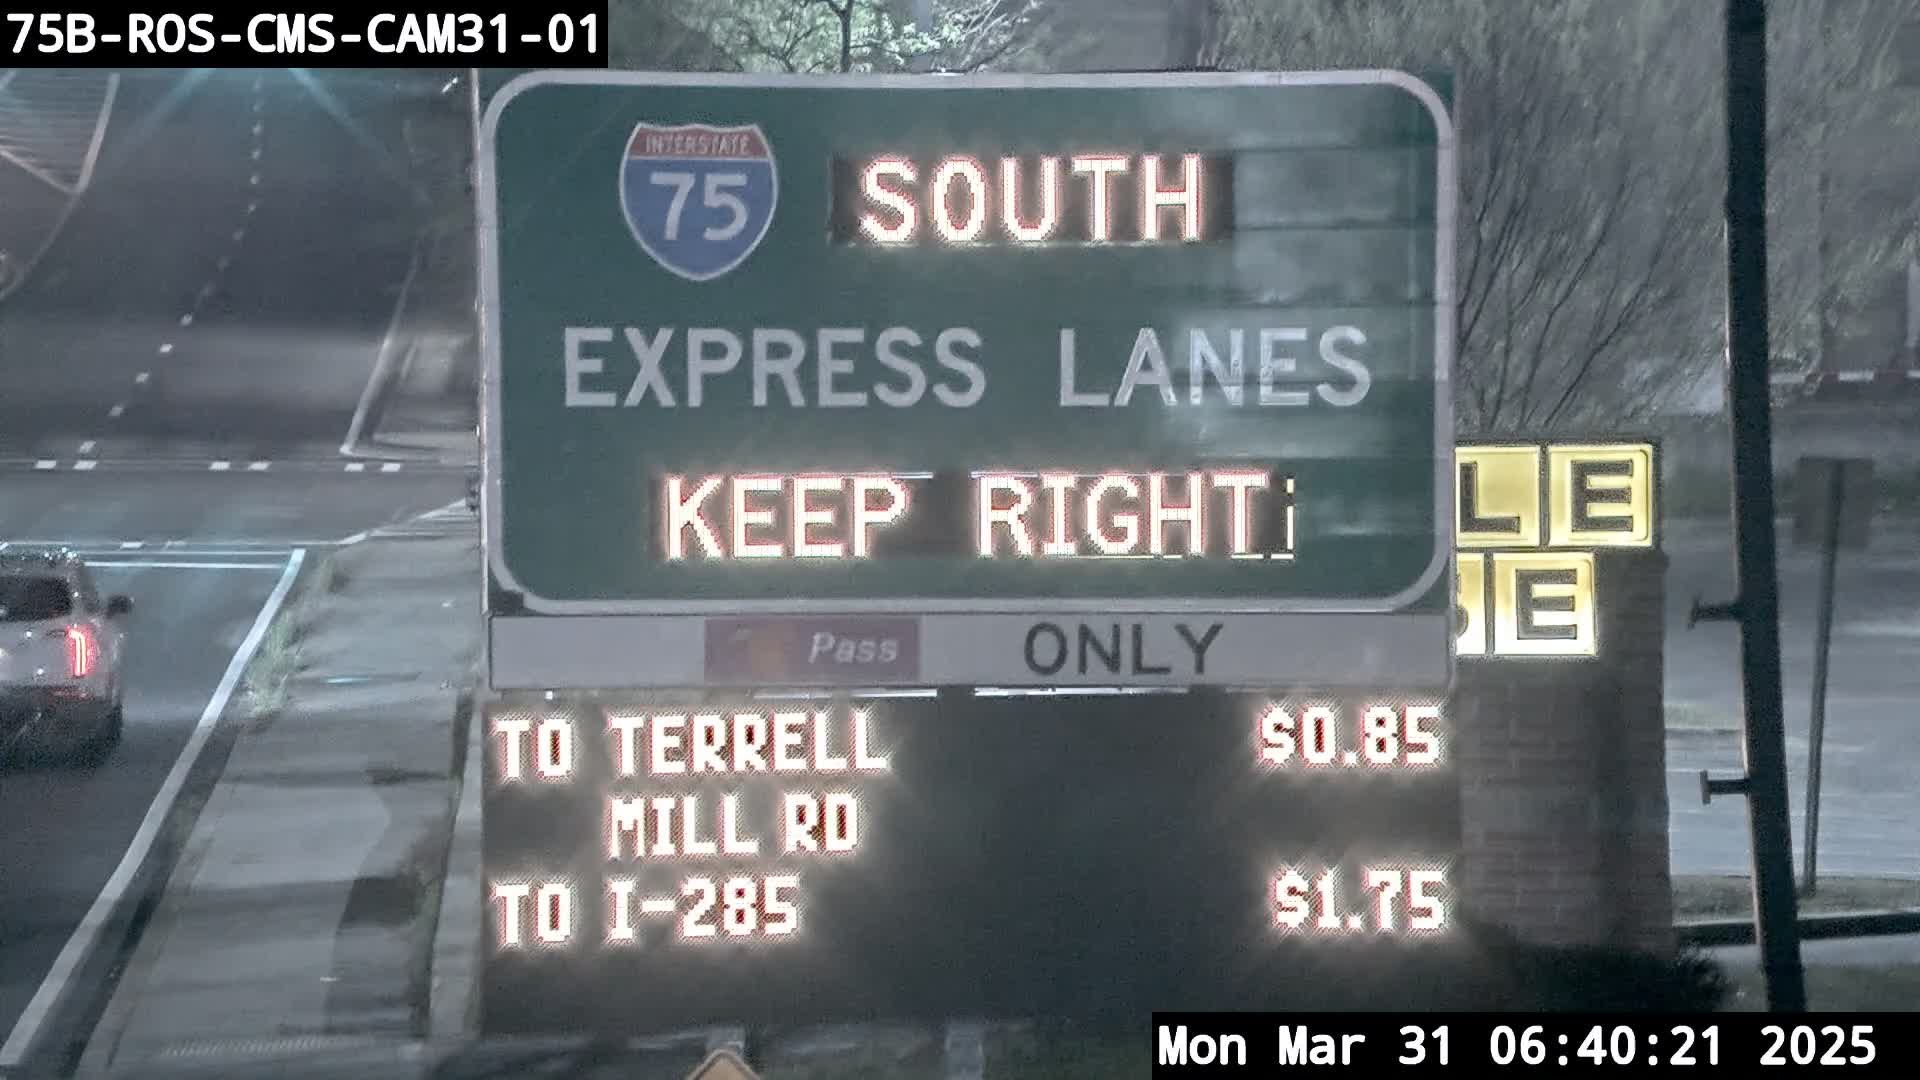 75B-ROS-CMS-CAM31-01
INTERSTATE
75
SOUTH
EXPRESS LANES
KEEP RIGHT
LE
E
Pass ONLY
TO TERRELL $0.85
MILL RD
TO I-285 $1.75
Mon Mar 31 06:40:21 2025